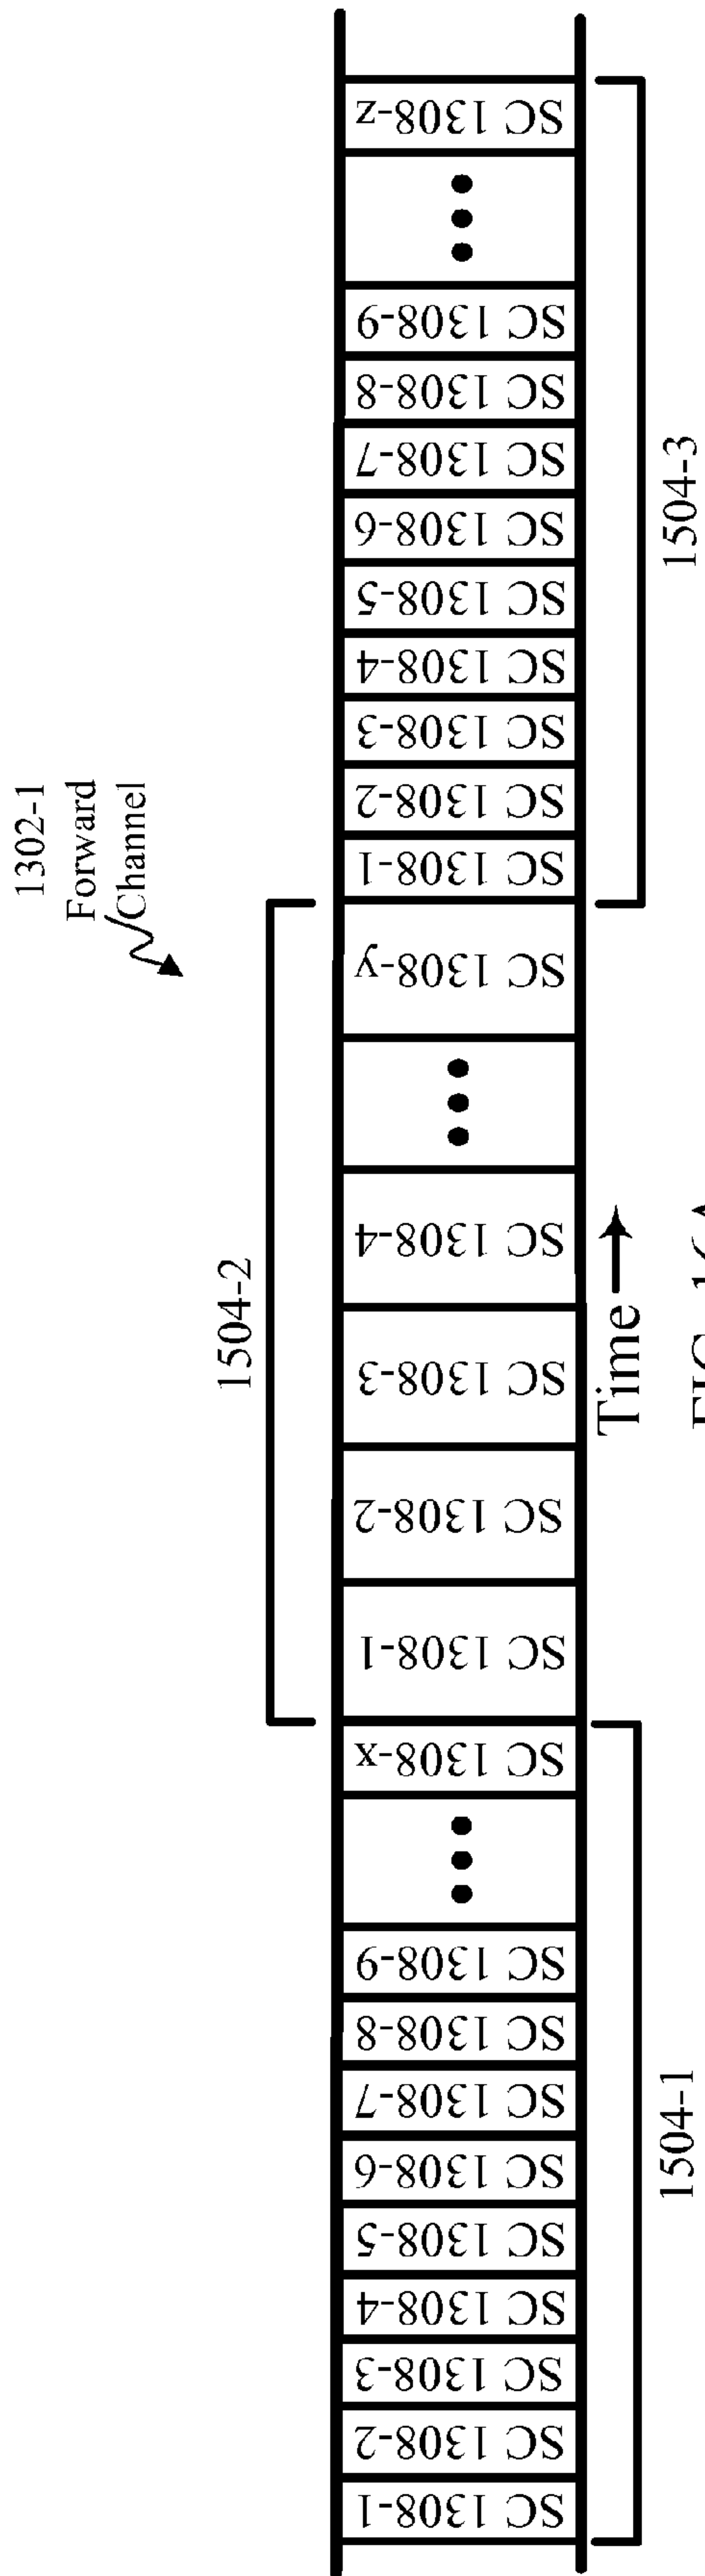 1302-1
Forward
Channel
1504-2
SC 1308-1
SC 1308-2
SC 1308-3
SC 1308-4
SC 1308-5
SC 1308-6
SC 1308-7
SC 1308-8
SC 1308-9
SC 1308-x
SC 1308-1
SC 1308-2
SC 1308-3
SC 1308-4
SC 1308-y
SC 1308-1
SC 1308-2
SC 1308-3
SC 1308-4
SC 1308-5
SC 1308-6
SC 1308-7
SC 1308-8
SC 1308-9
SC 1308-z
1504-1
Time
1504-3
FIG. 16A